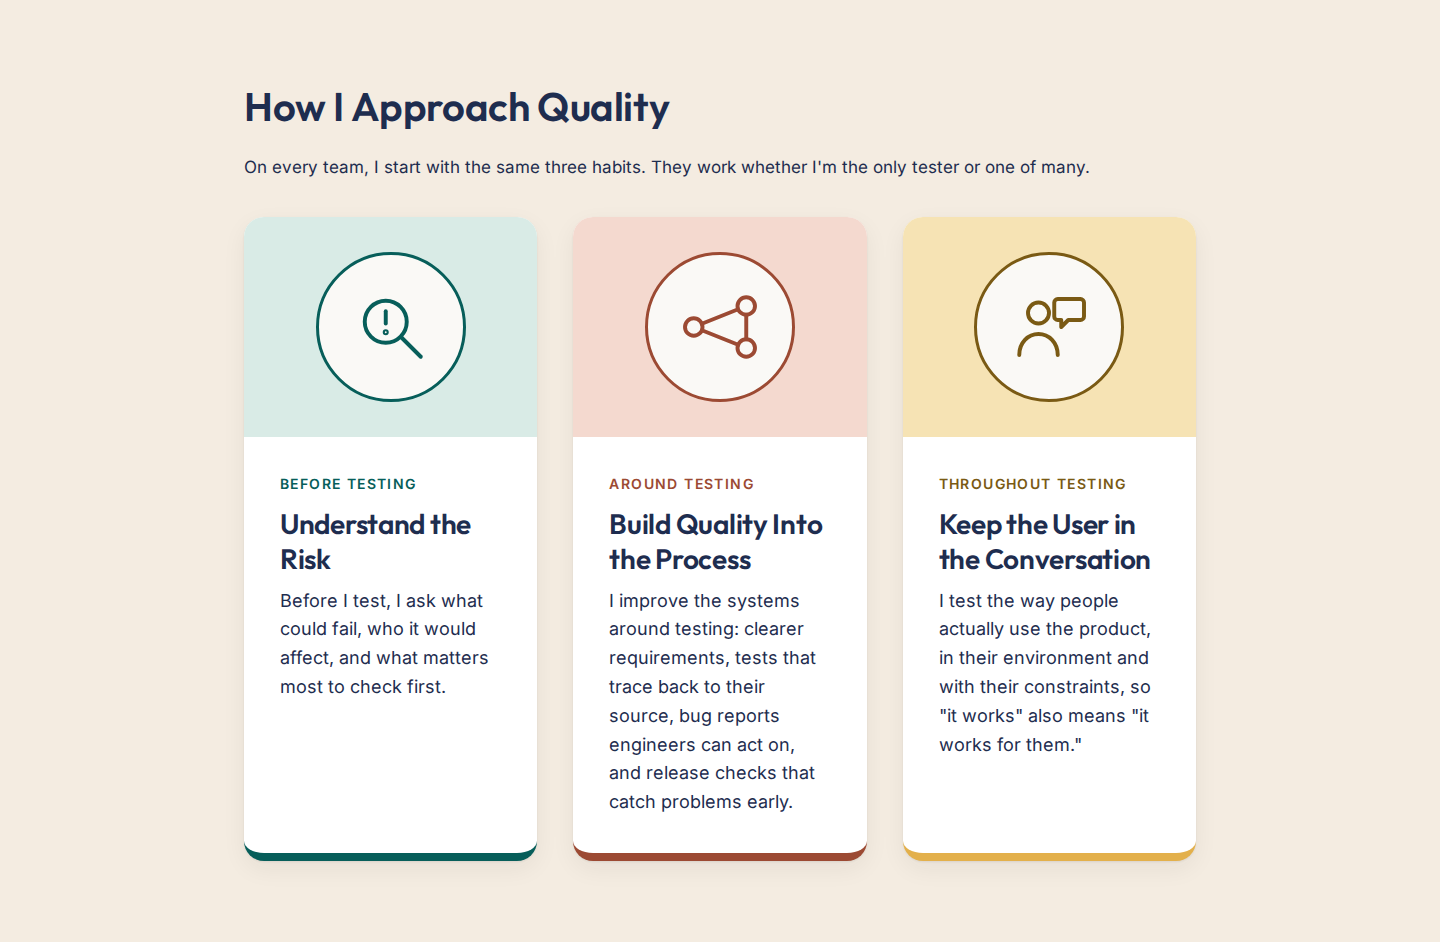 How I Approach Quality
On every team, I start with the same three habits. They work whether I'm the only tester or one of many.
BEFORE TESTING
Understand the
Risk
Before I test, I ask what
could fail, who it would
affect, and what matters
most to check first.
AROUND TESTING
Build Quality Into
the Process
I improve the systems
around testing: clearer
requirements, tests that
trace back to their
source, bug reports
engineers can act on,
and release checks that
catch problems early.
THROUGHOUT TESTING
Keep the User in
the Conversation
I test the way people
actually use the product,
in their environment and
with their constraints, so
"it works" also means "it
works for them."